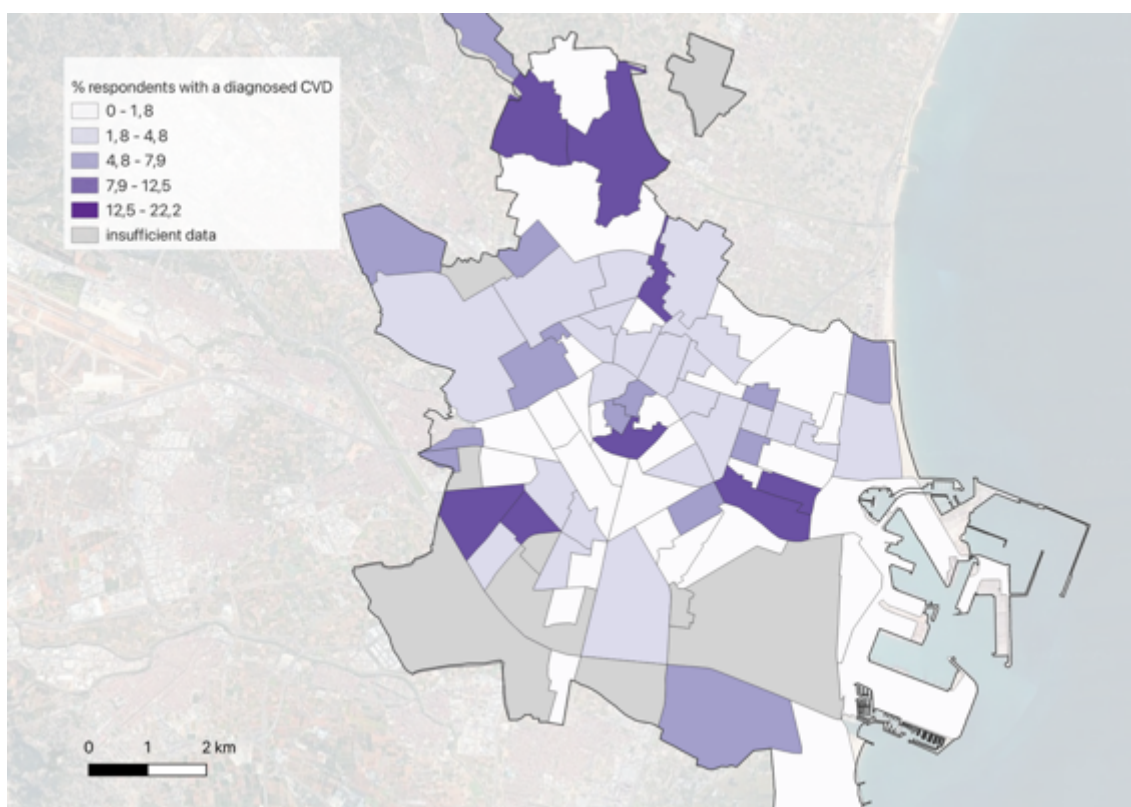 % respondents with a diagnosed CVD
0 - 1,8
1,8 - 4,8
4,8 - 7,9
7,9 - 12,5
12,5 - 22,2
insufficient data
0 1 2 km